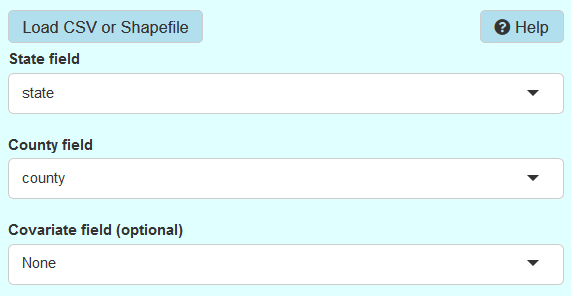 Load CSV or Shapefile
Help
State field
state
County field
county
Covariate field (optional)
None